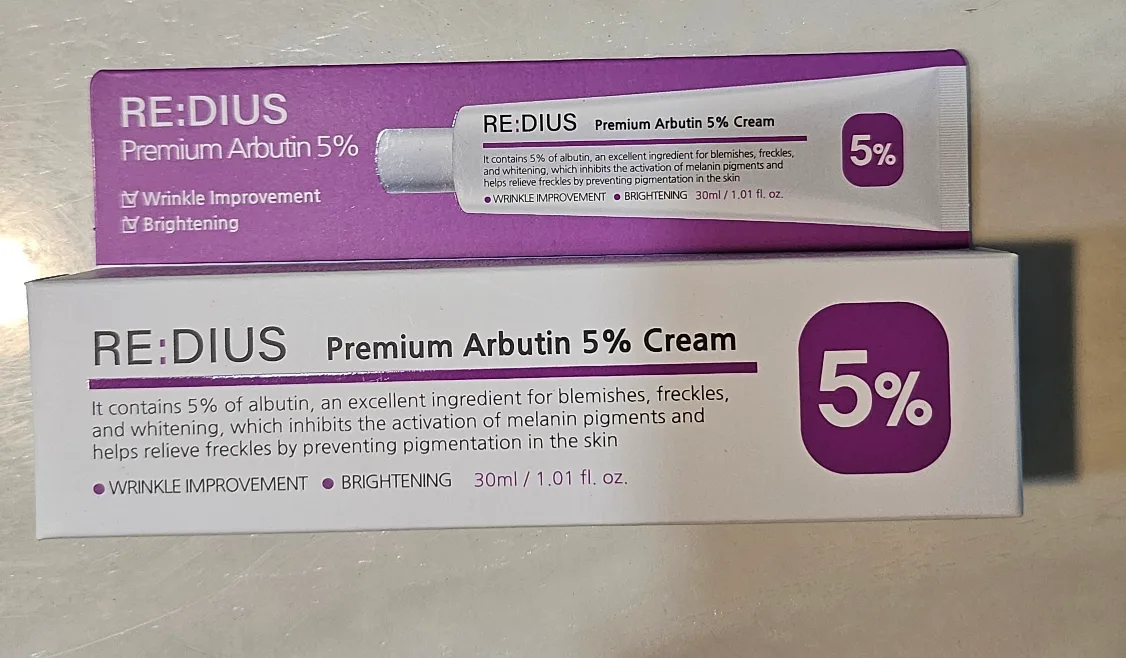 RE:DIUS
Premium Arbutin 5%
Wrinkle Improvement
Brightening
RE:DIUS Premium Arbutin 5% Cream
It contains 5% of albutin, an excellent ingredient for blemishes, freckles,
and whitening, which inhibits the activation of melanin pigments and
helps relieve freckles by preventing pigmentation in the skin
● WRINKLE IMPROVEMENT ● BRIGHTENING 30ml / 1.01 fl. oz.
5%
RE:DIUS Premium Arbutin 5% Cream
It contains 5% of albutin, an excellent ingredient for blemishes, freckles,
and whitening, which inhibits the activation of melanin pigments and
helps relieve freckles by preventing pigmentation in the skin
● WRINKLE IMPROVEMENT ● BRIGHTENING 30ml / 1.01 fl. oz.
5%